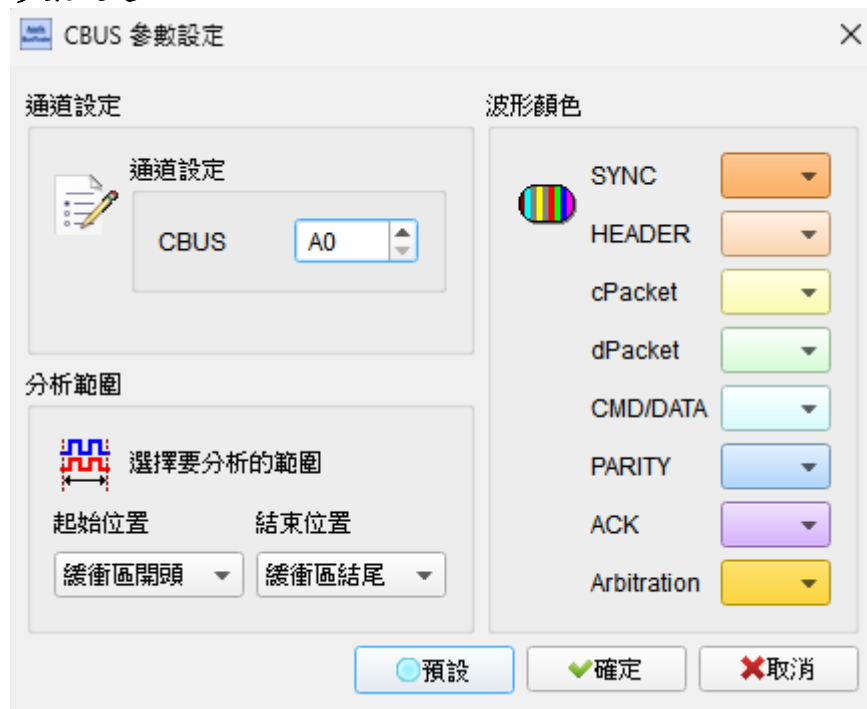 CBUS 參數設定
通道設定
通道設定
CBUS
A0
分析範圍
選擇要分析的範圍
起始位置
結束位置
緩衝區開頭
緩衝區結尾
波形顏色
SYNC
HEADER
cPacket
dPacket
CMD/DATA
PARITY
ACK
Arbitration
預設
確定
取消